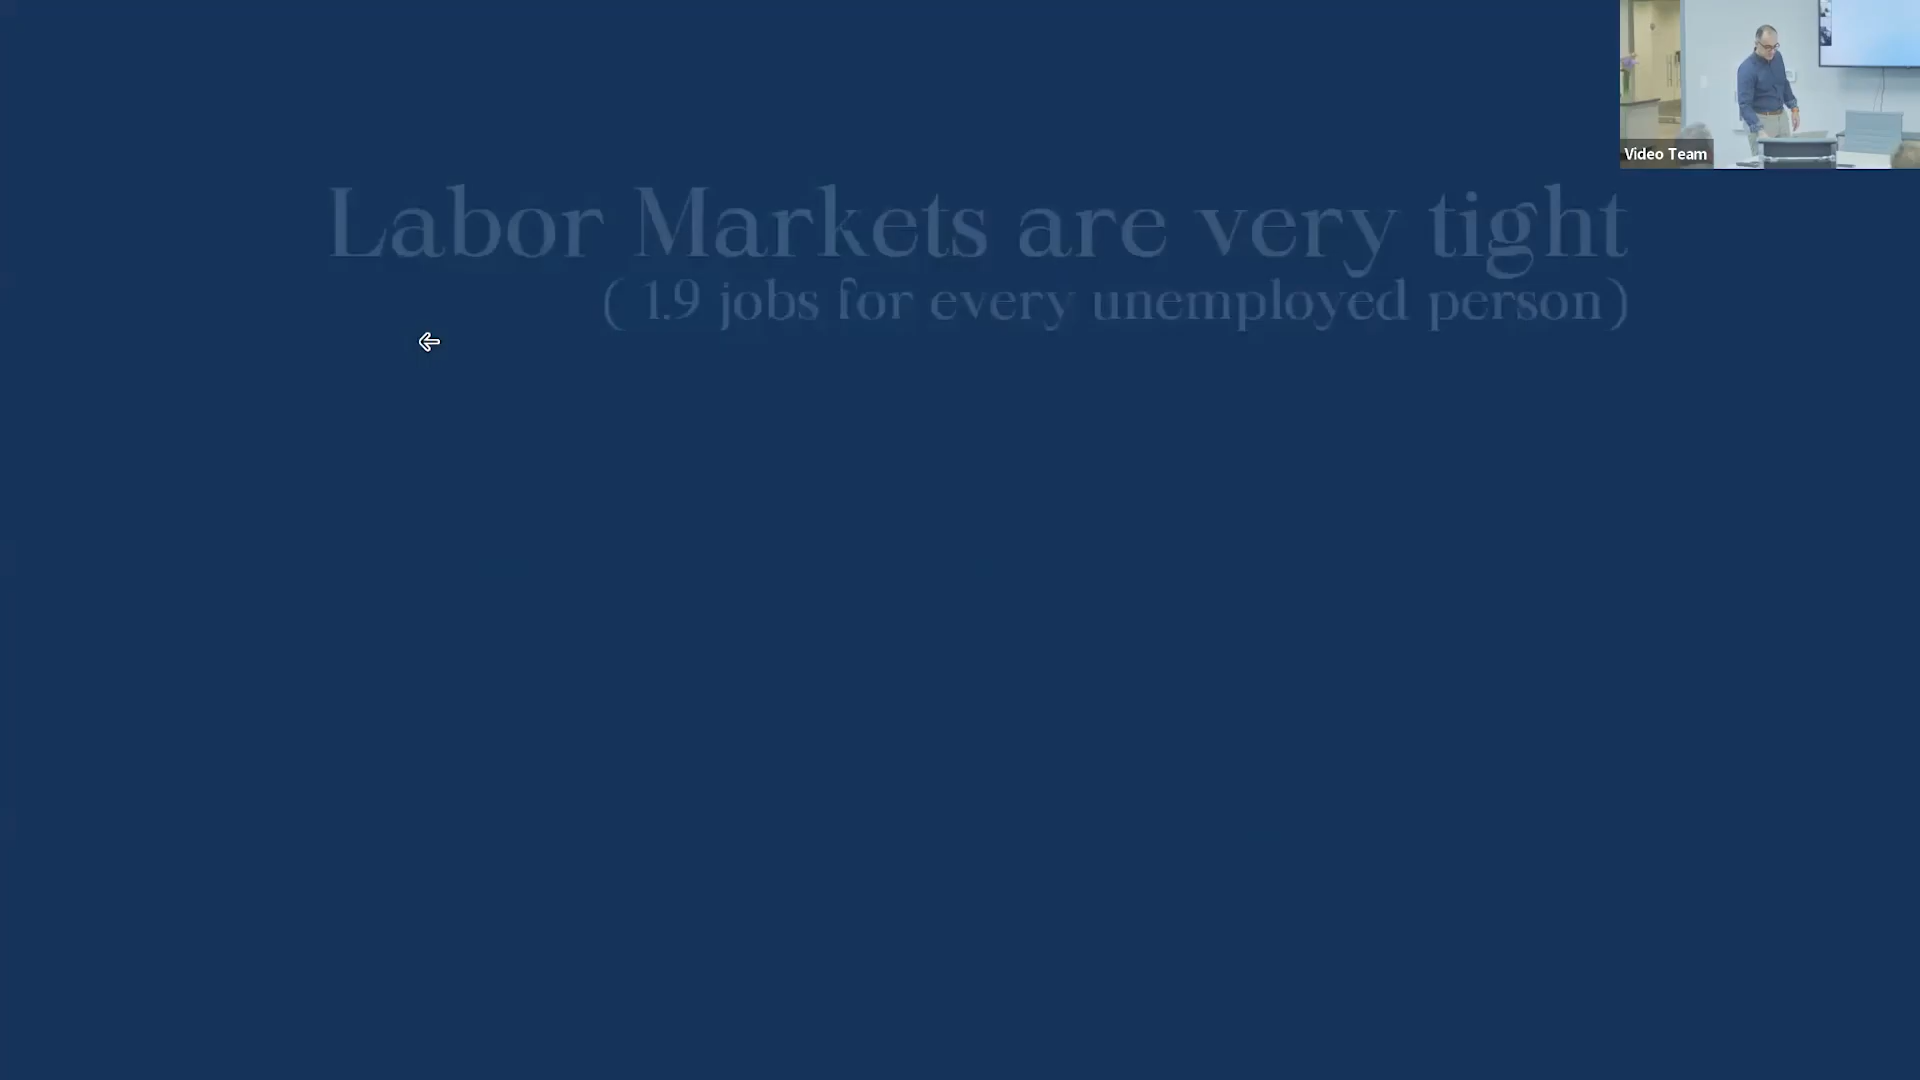 Labor Markets are very tight
( 1.9 jobs for every unemployed person)
Video Team